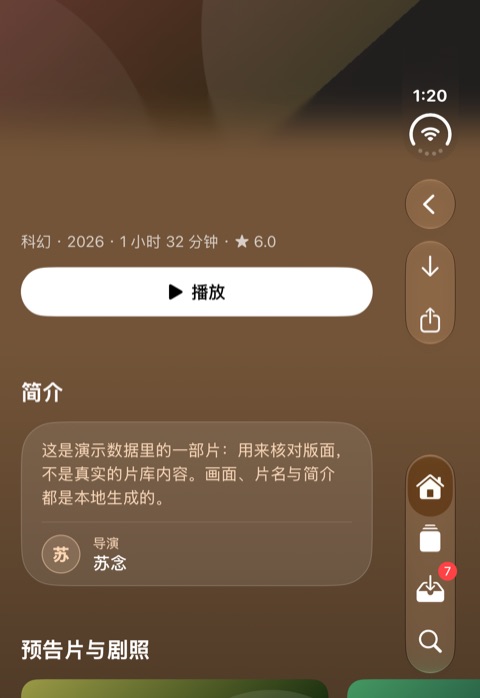 1:20
科幻 · 2026 · 1 小时 32 分钟 · ★ 6.0
播放
简介
这是演示数据里的一部片：用来核对版面，
不是真实的片库内容。画面、片名与简介
都是本地生成的。
苏
导演
苏念
7
预告片与剧照